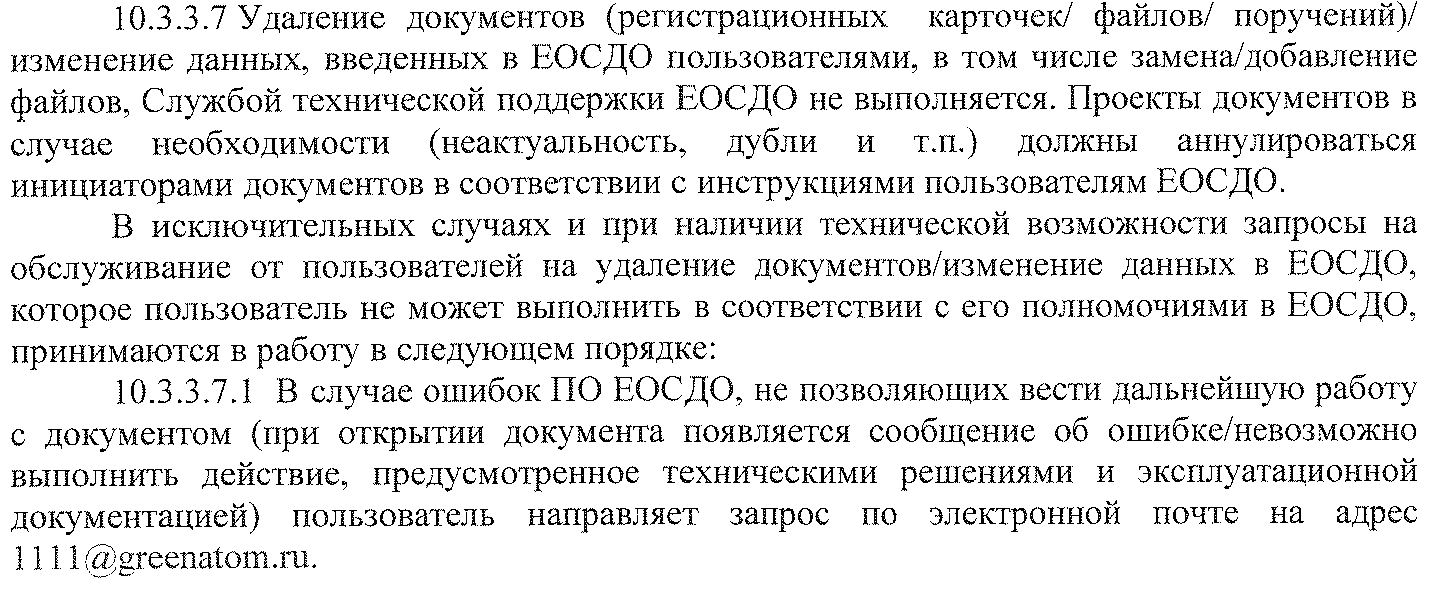 10.3.3.7 Удаление документов (регистрационных карточек/ файлов/ поручений)/
изменение данных, введенных в ЕОСДО пользователями, в том числе замена/добавление
файлов, Службой технической поддержки ЕОСДО не выполняется. Проекты документов в
случае необходимости (неактуальность, дубли и т.п.) должны аннулироваться
инициаторами документов в соответствии с инструкциями пользователям ЕОСДО.
В исключительных случаях и при наличии технической возможности запросы на
обслуживание от пользователей на удаление документов/изменение данных в ЕОСДО,
которое пользователь не может выполнить в соответствии с его полномочиями в ЕОСДО,
принимаются в работу в следующем порядке:
10.3.3.7.1 В случае ошибок ПО ЕОСДО, не позволяющих вести дальнейшую работу
с документом (при открытии документа появляется сообщение об ошибке/невозможно
выполнить действие, предусмотренное техническими решениями и эксплуатационной
документацией) пользователь направляет запрос по электронной почте на адрес
1111@greenatom.ru.